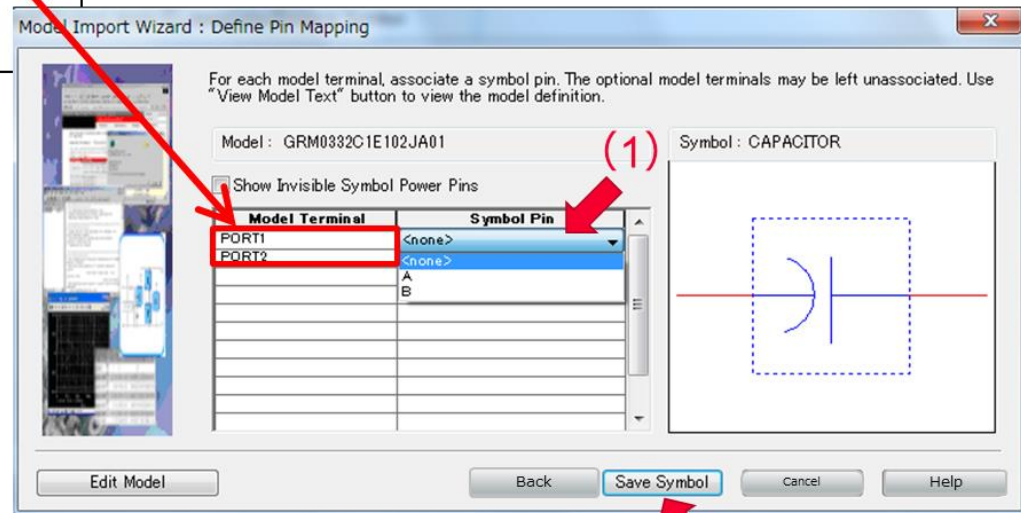 Model Import Wizard : Define Pin Mapping
For each model terminal, associate a symbol pin. The optional model terminals may be left unassociated. Use
"View Model Text" button to view the model definition.
Model : GRM0332C1E102JA01
(1)
Symbol : CAPACITOR
Show Invisible Symbol Power Pins
Model Terminal Symbol Pin
PORT1 <none>
PORT2 <none>
A
B
Edit Model Back Save Symbol Cancel Help